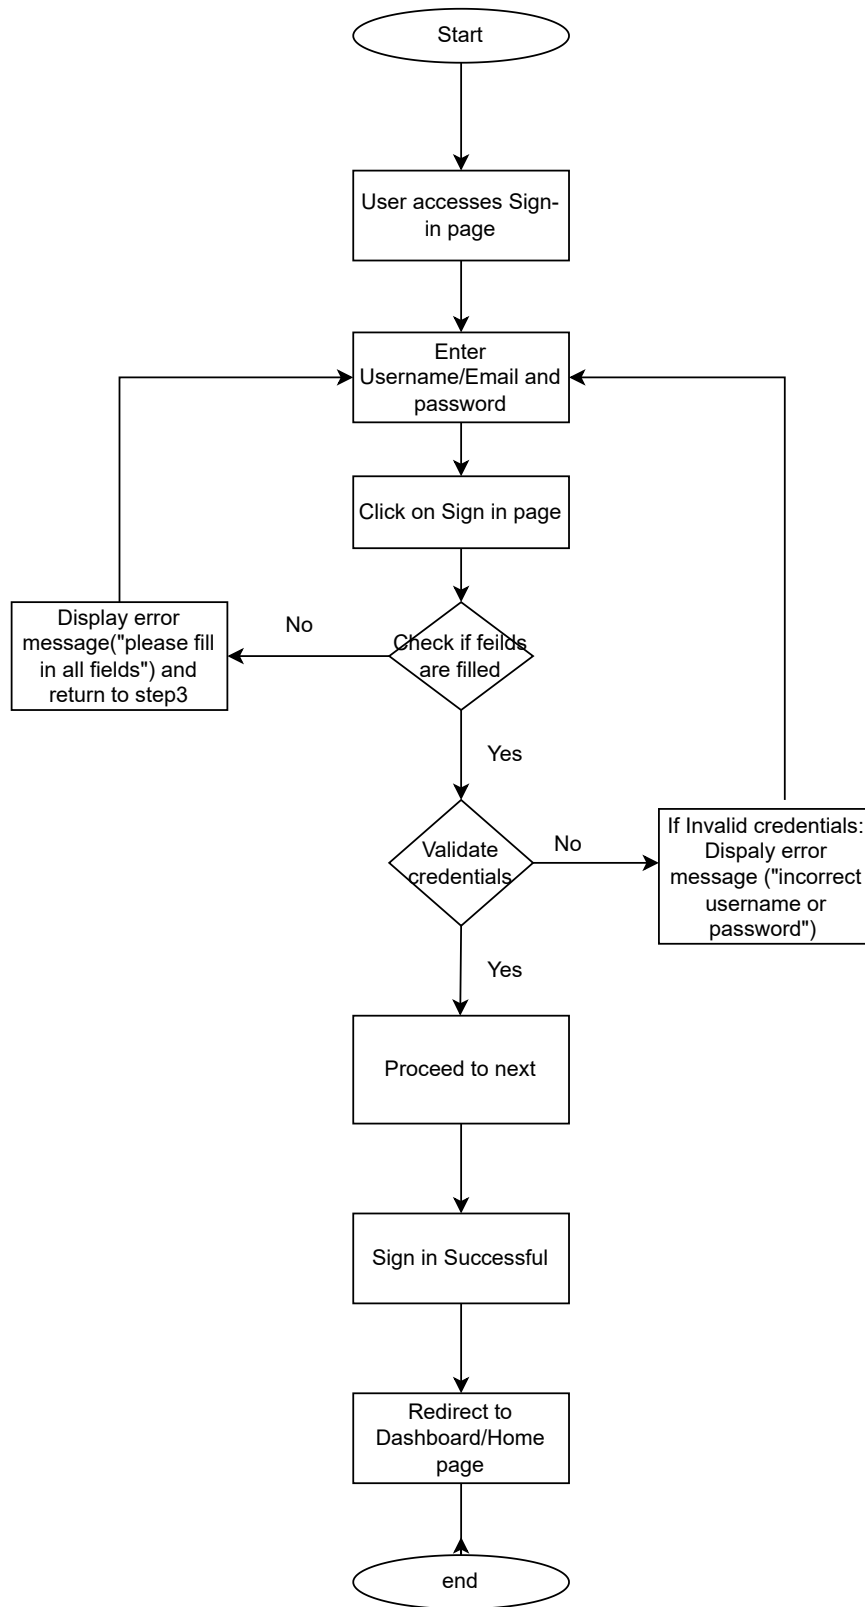 Start
User accesses Sign-
in page
Enter
Username/Email and
password
Click on Sign in page
Check if feilds
are filled
No
Display error
message("please fill
in all fields") and
return to step3
Yes
Validate
credentials
No
If Invalid credentials:
Dispaly error
message ("incorrect
username or
password")
Yes
Proceed to next
Sign in Successful
Redirect to
Dashboard/Home
page
end